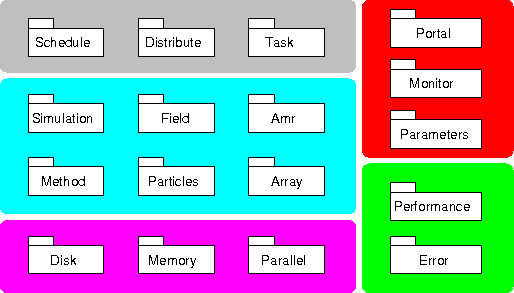 Schedule
Distribute
Task
Simulation
Field
Amr
Method
Particles
Array
Disk
Memory
Parallel
Portal
Monitor
Parameters
Performance
Error